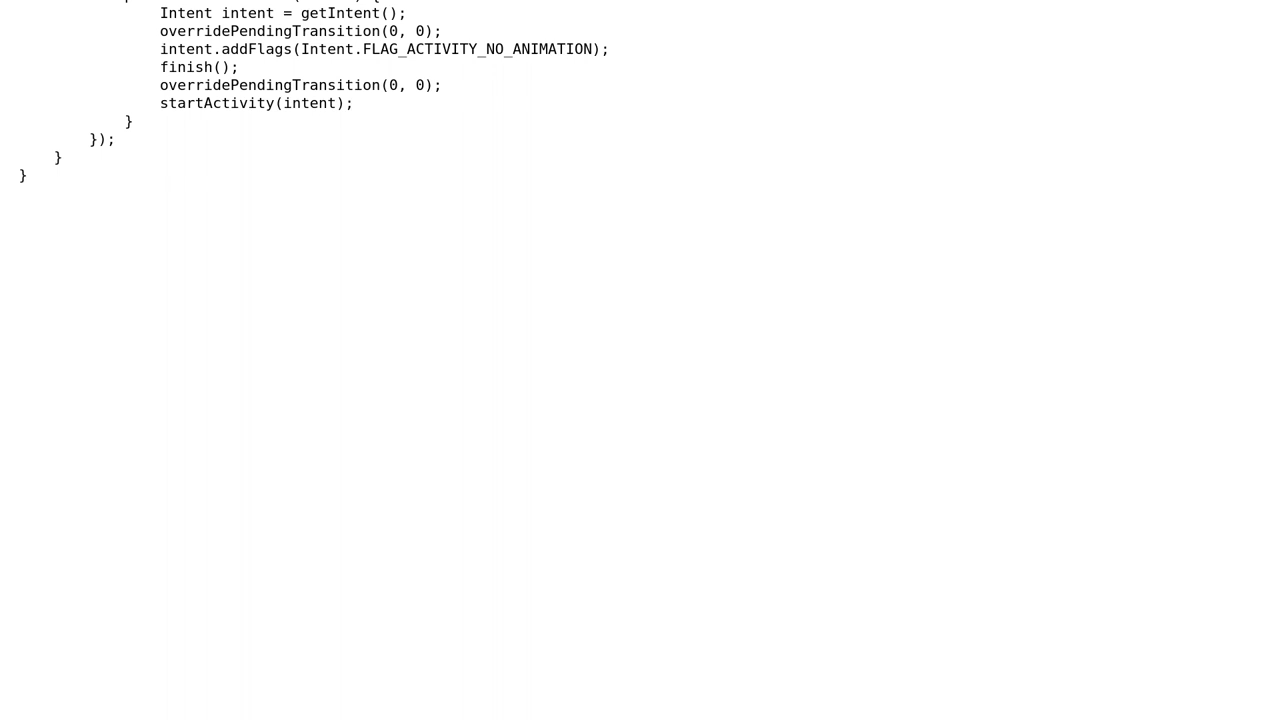 Intent intent = getIntent();
overridePendingTransition(0, 0);
intent.addFlags(Intent.FLAG_ACTIVITY_NO_ANIMATION);
finish();
overridePendingTransition(0, 0);
startActivity(intent);
}
});
}
}